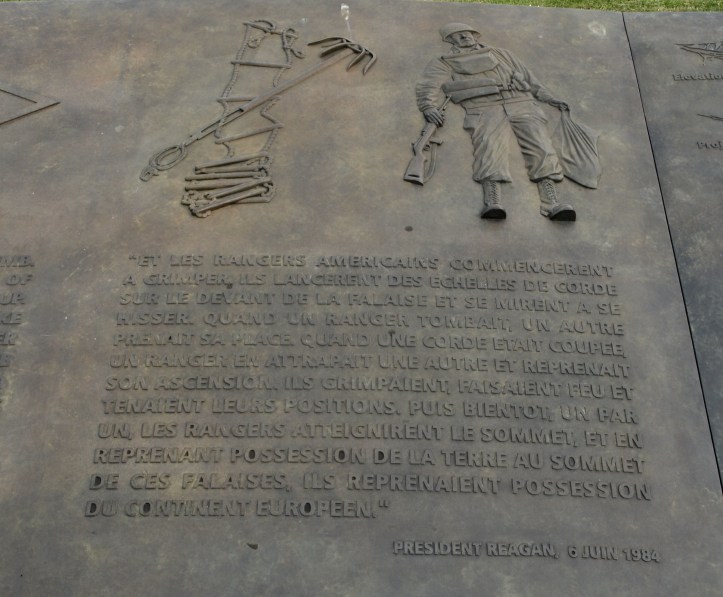 "ET LES RANGERS AMERICAINS COMMENCERENT
A GRIMPER. ILS LANCERENT DES ECHELLES DE CORDE
SUR LE DEVANT DE LA FALAISE ET SE MIRENT A SE
HISSER. QUAND UN RANGER TOMBAIT, UN AUTRE
PRENAIT SA PLACE. QUAND UNE CORDE ETAIT COUPEE,
UN RANGER EN ATTRAPAIT UNE AUTRE ET REPRENAIT
SON ASCENSION. ILS GRIMPAIENT, FAISAIENT FEU ET
TENAIENT LEURS POSITIONS. PUIS BIENTOT, UN PAR
UN, LES RANGERS ATTEIGNIRENT LE SOMMET, ET EN
REPRENANT POSSESSION DE LA TERRE AU SOMMET
DE CES FALAISES, ILS REPRENAIENT POSSESSION
DU CONTINENT EUROPEEN."
PRESIDENT REAGAN, 6 JUIN 1984
OF
UP.
Elevation